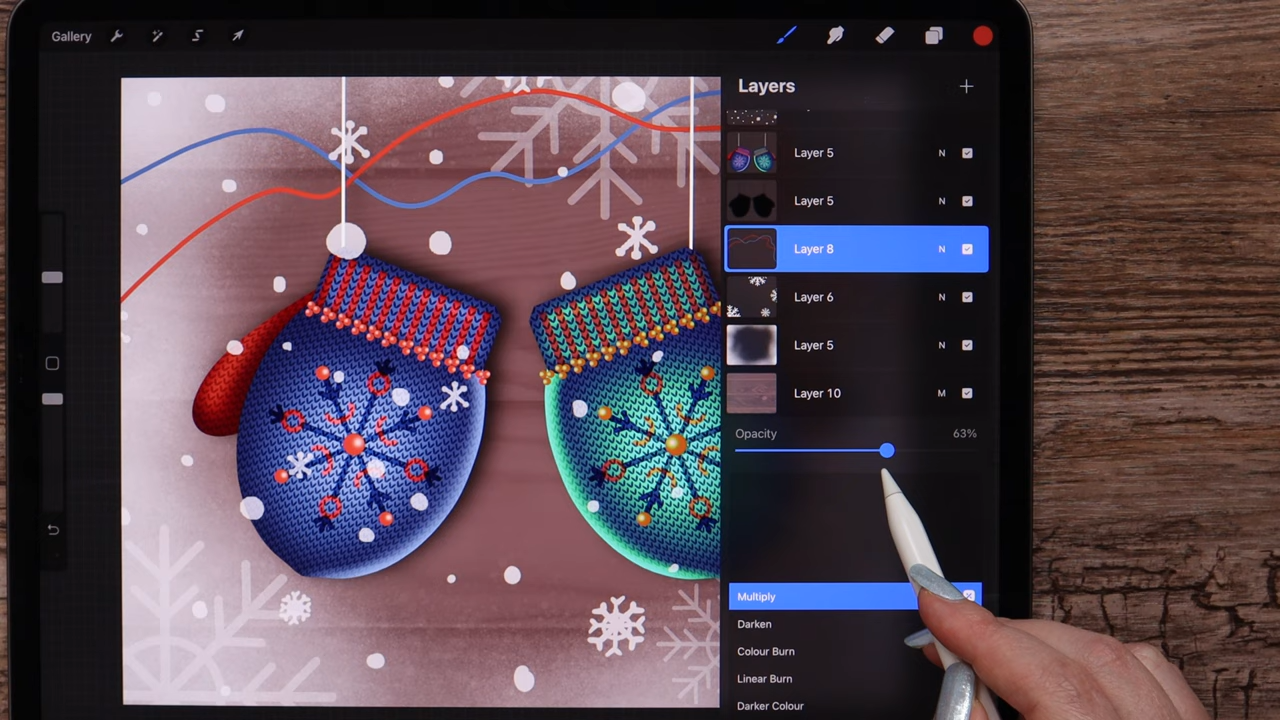 Gallery
Layers
Layer 5 N
Layer 5 N
Layer 8 N
Layer 6 N
Layer 5 N
Layer 10 M
Opacity 63%
Multiply
Darken
Colour Burn
Linear Burn
Darker Colour